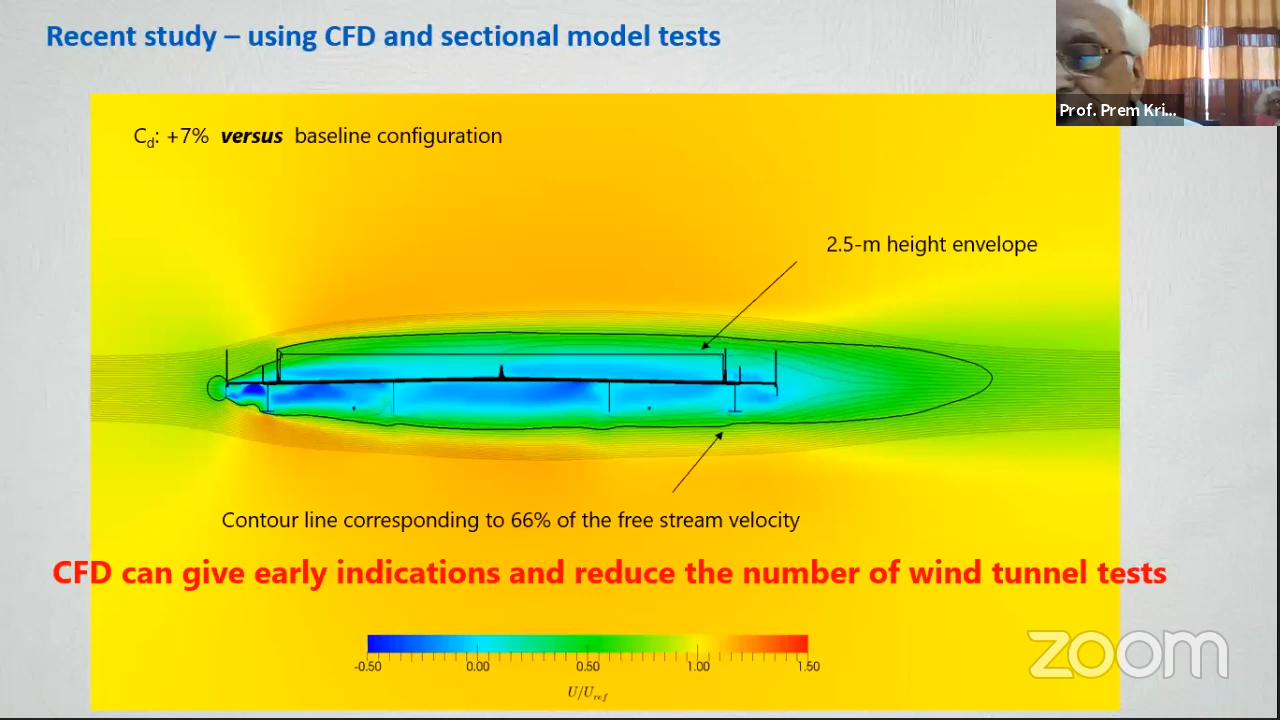 Recent study – using CFD and sectional model tests
Prof. Prem Kri...
Cd: +7% versus baseline configuration
2.5-m height envelope
Contour line corresponding to 66% of the free stream velocity
CFD can give early indications and reduce the number of wind tunnel tests
-0.50 0.00 0.50 1.00 1.50
U/Uref
zoom